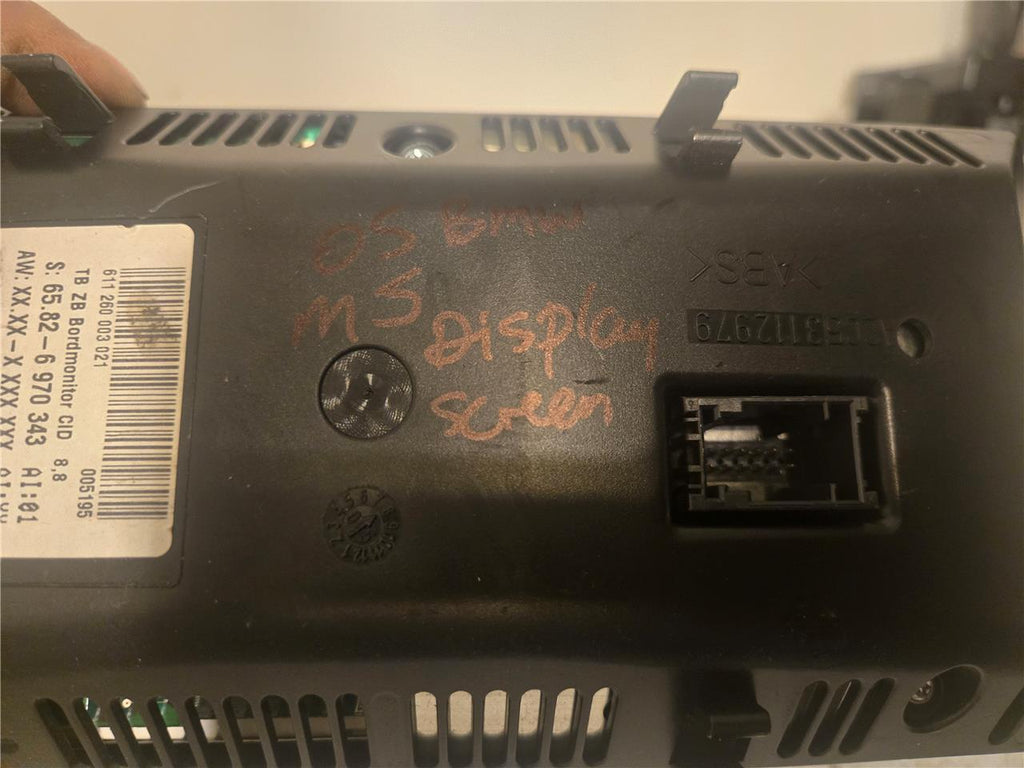 05 BMW
M5 Display
Screen
>ABS<
53112979
611 260 003 021
005195
TB ZB Bordmonitor CID 8,8
S: 65.82-6 970 343 AI:01
AW: XX.XX-X XXX XXX